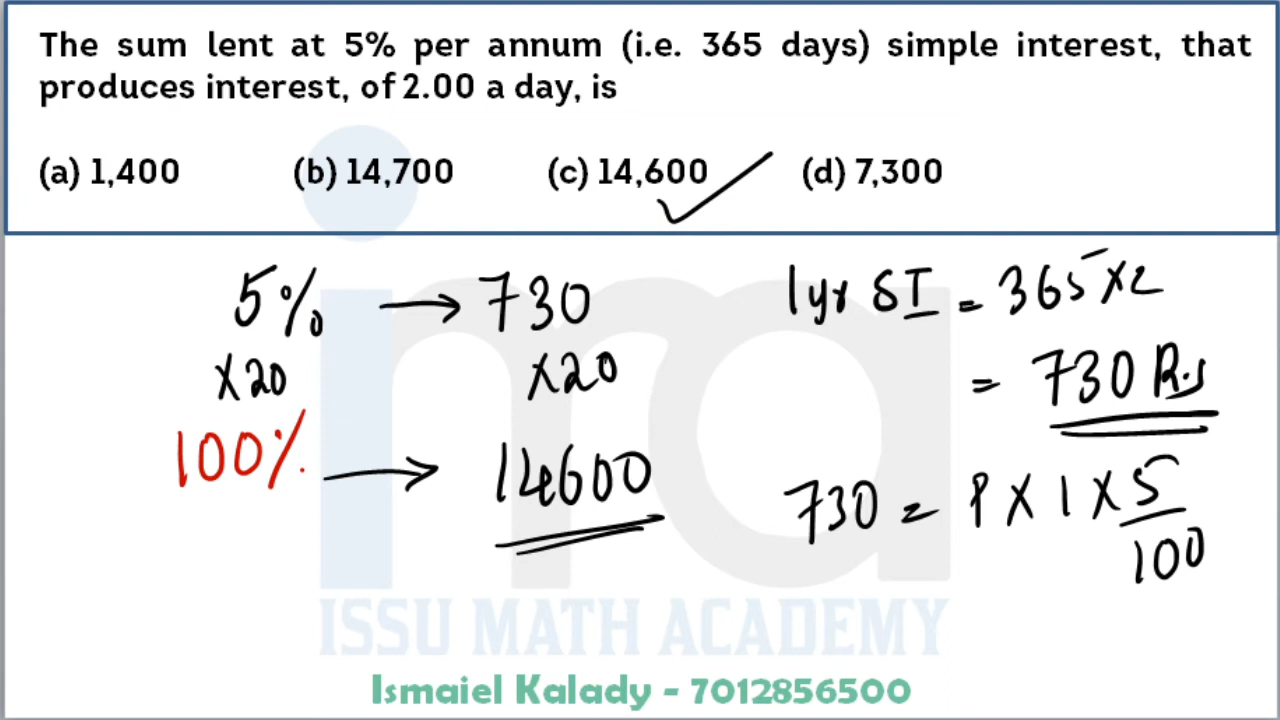 The sum lent at 5% per annum (i.e. 365 days) simple interest, that
produces interest, of 2.00 a day, is
(a) 1,400 (b) 14,700 (c) 14,600 (d) 7,300
5% → 730
×20 ×20
100% → 14600
1yr SI = 365×2
= 730 Rs
730 = P × 1 × 5/100
ima
ISSU MATH ACADEMY
Ismaiel Kalady - 7012856500